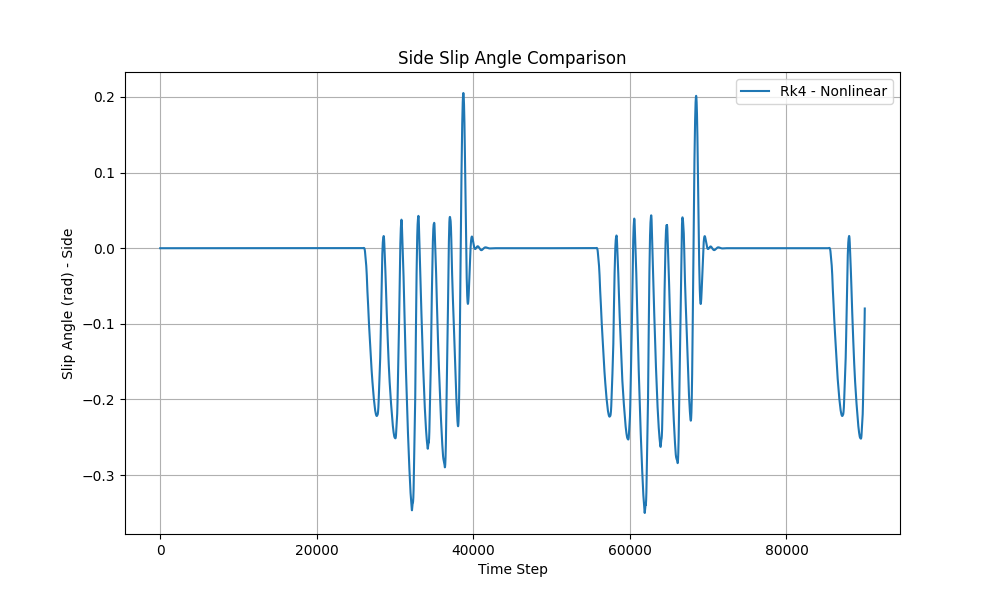 Side Slip Angle Comparison
Rk4 - Nonlinear
Slip Angle (rad) - Side
0.2
0.1
0.0
−0.1
−0.2
−0.3
0 20000 40000 60000 80000
Time Step